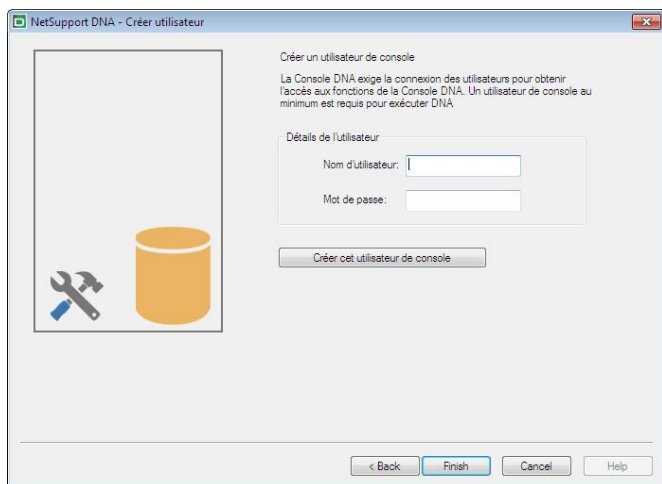 NetSupport DNA - Créer utilisateur
Créer un utilisateur de console
La Console DNA exige la connexion des utilisateurs pour obtenir
l'accès aux fonctions de la Console DNA. Un utilisateur de console au
minimum est requis pour exécuter DNA
Détails de l'utilisateur
Nom d'utilisateur:
Mot de passe:
Créer cet utilisateur de console
< Back
Finish
Cancel
Help